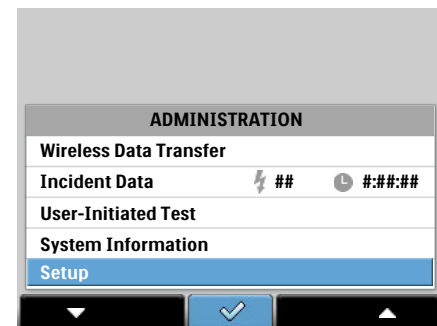 ADMINISTRATION
Wireless Data Transfer
Incident Data ## #:##:##
User-Initiated Test
System Information
Setup